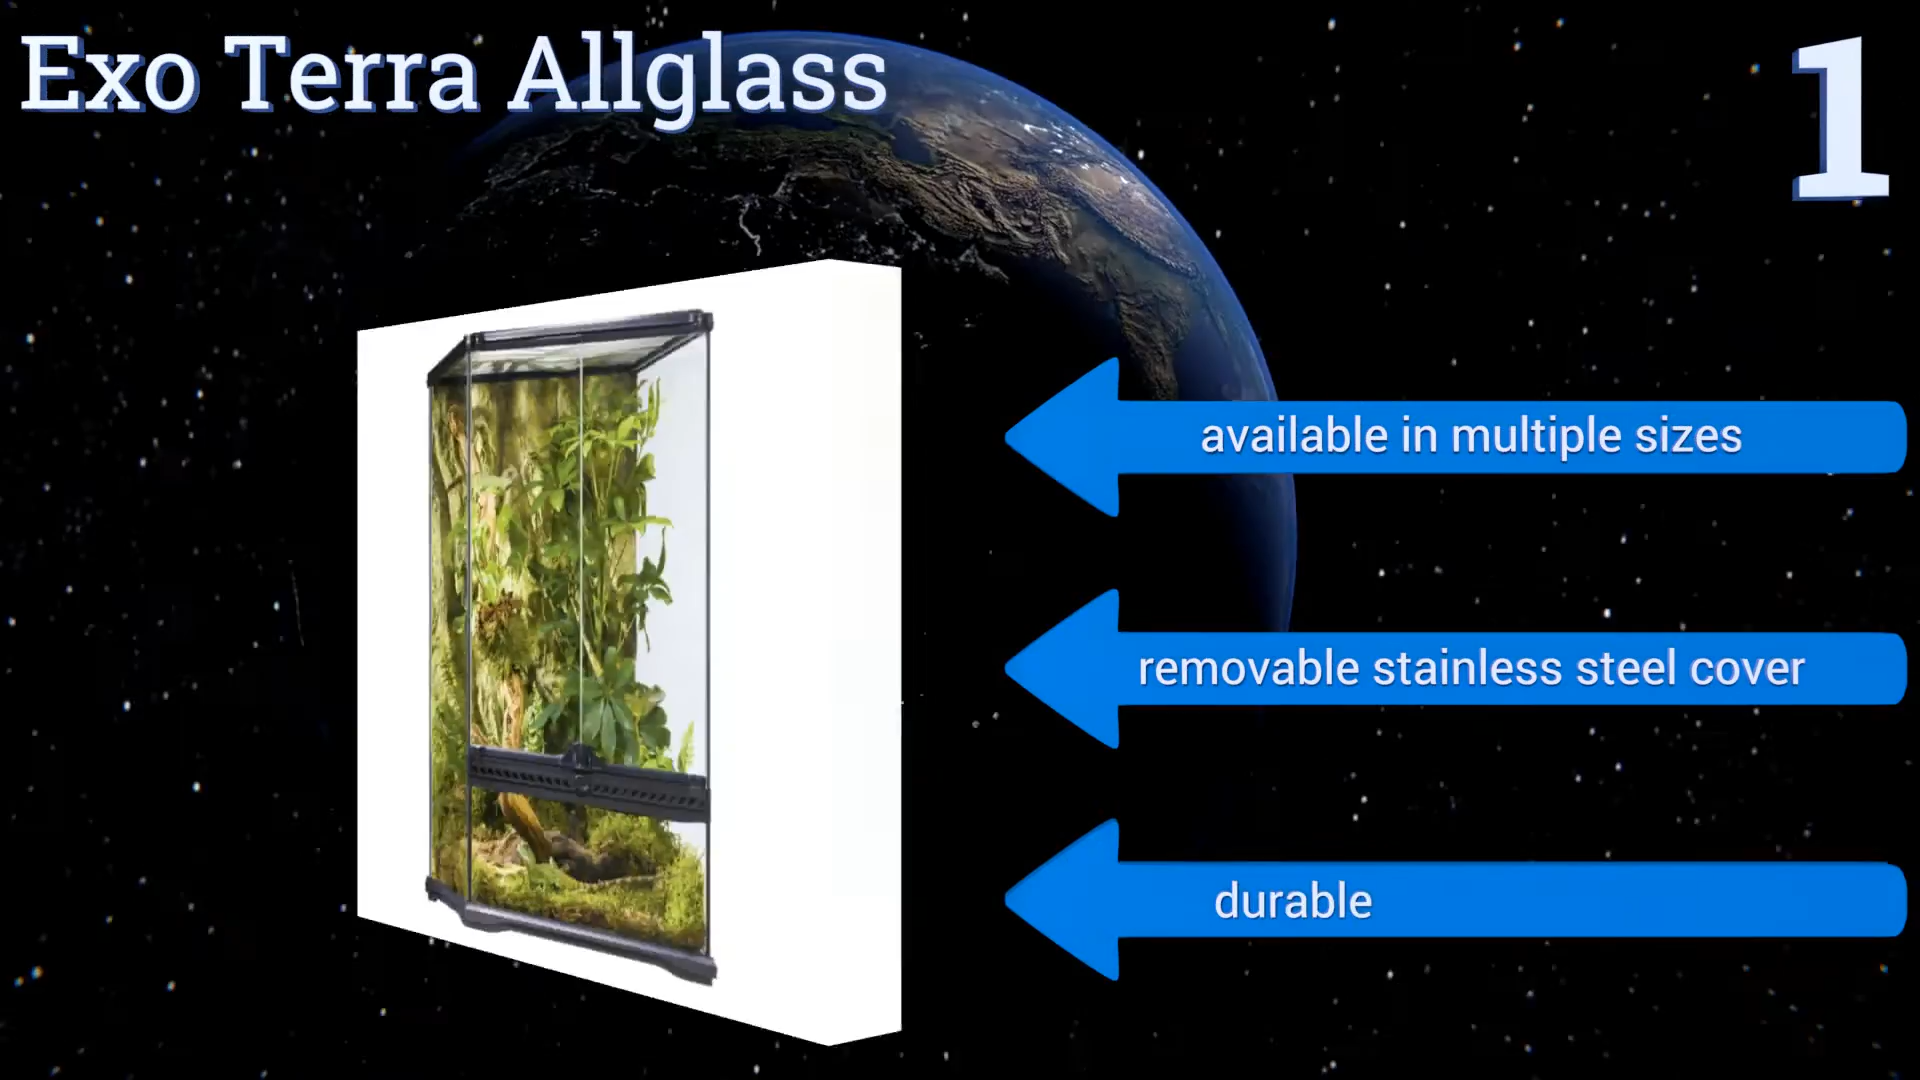 Exo Terra Allglass
1
available in multiple sizes
removable stainless steel cover
durable